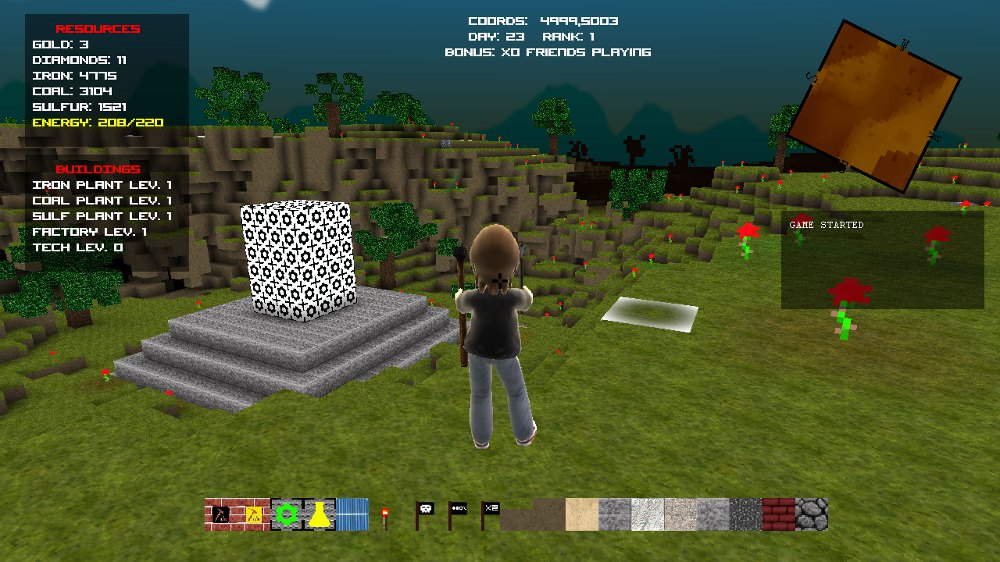 RESOURCES
GOLD: 3
DIAMONDS: 11
IRON: 4775
COAL: 3104
SULFUR: 1521
ENERGY: 208/220
BUILDINGS
IRON PLANT LEV. 1
COAL PLANT LEV. 1
SULF PLANT LEV. 1
FACTORY LEV. 1
TECH LEV. 0
COORDS: 4999,5003
DAY: 23 RANK: 1
BONUS: X0 FRIENDS PLAYING
GAME STARTED
X2